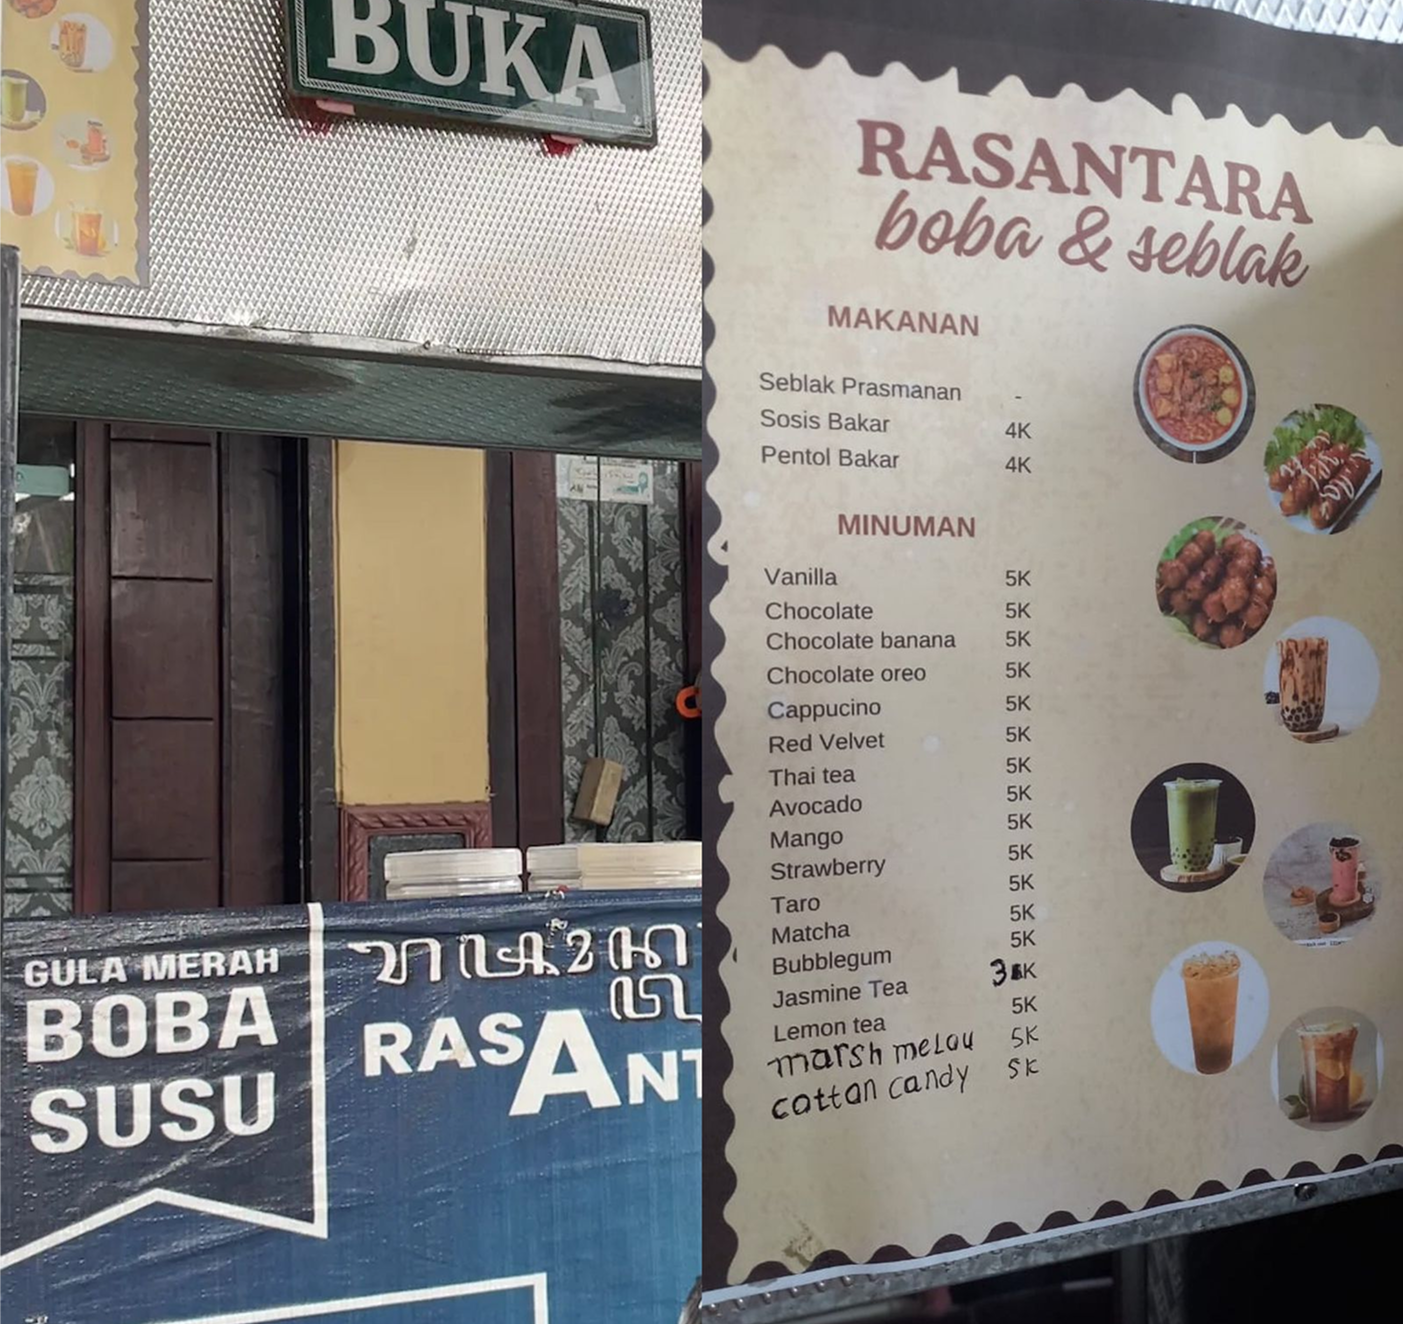 BUKA
GULA MERAH
BOBA
SUSU
RASANT
RASANTARA
boba & seblak
MAKANAN
Seblak Prasmanan -
Sosis Bakar 4K
Pentol Bakar 4K
MINUMAN
Vanilla 5K
Chocolate 5K
Chocolate banana 5K
Chocolate oreo 5K
Cappucino 5K
Red Velvet 5K
Thai tea 5K
Avocado 5K
Mango 5K
Strawberry 5K
Taro 5K
Matcha 5K
Bubblegum 5K
Jasmine Tea 3K
Lemon tea 5K
marsh melou 5K
cotton candy 5K